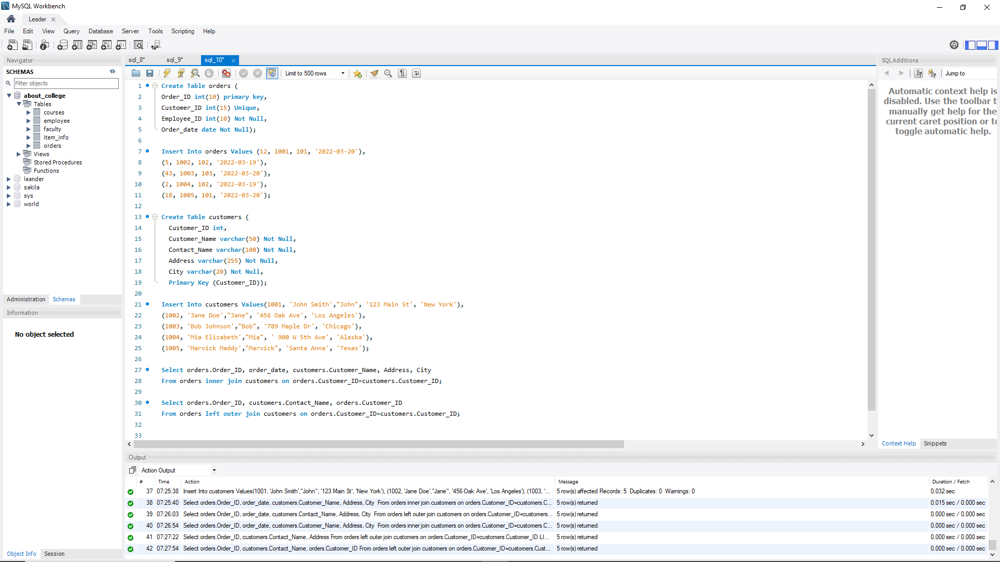 MySQL Workbench
Leader
File Edit View Query Database Server Tools Scripting Help
Navigator
SCHEMAS
Filter objects
about_college
Tables
courses
employee
faculty
item_info
orders
Views
Stored Procedures
Functions
leander
sakila
sys
world
Administration Schemas
Information
No object selected
Object Info Session
sql_8* sql_9* sql_10*
Limit to 500 rows
1 Create Table orders (
2 Order_ID int(10) primary key,
3 Customer_ID int(15) Unique,
4 Employee_ID int(10) Not Null,
5 Order_date date Not Null);
6
7 Insert Into orders Values (12, 1001, 101, '2022-03-20'),
8 (5, 1002, 102, '2022-03-19'),
9 (43, 1003, 103, '2022-03-20'),
10 (2, 1004, 102, '2022-03-19'),
11 (18, 1005, 101, '2022-03-20');
12
13 Create Table customers (
14 Customer_ID int,
15 Customer_Name varchar(50) Not Null,
16 Contact_Name varchar(100) Not Null,
17 Address varchar(255) Not Null,
18 City varchar(20) Not Null,
19 Primary Key (Customer_ID));
20
21 Insert Into customers Values(1001, 'John Smith',"John", '123 Main St', 'New York'),
22 (1002, 'Jane Doe',"Jane", '456 Oak Ave', 'Los Angeles'),
23 (1003, 'Bob Johnson',"Bob", '789 Maple Dr', 'Chicago'),
24 (1004, 'Mia Elizabeth',"Mia", ' 900 W 5th Ave', 'Alaska'),
25 (1005, 'Marvick Maddy',"Marvick", 'Santa Anna', 'Texas');
26
27 Select orders.Order_ID, order_date, customers.Customer_Name, Address, City
28 From orders inner join customers on orders.Customer_ID=customers.Customer_ID;
29
30 Select orders.Order_ID, customers.Contact_Name, orders.Customer_ID
31 From orders left outer join customers on orders.Customer_ID=customers.Customer_ID;
32
33
SQLAdditions
Jump to
Automatic context help is
disabled. Use the toolbar t
manually get help for the
current caret position or to
toggle automatic help.
Context Help Snippets
Output
Action Output
# Time Action Message Duration / Fetch
37 07:25:38 Insert Into customers Values(1001, 'John Smith',"John", '123 Main St', 'New York'), (1002, 'Jane Doe',"Jane", '456 Oak Ave', 'Los Angeles'), (1003, '... 5 row(s) affected Records: 5 Duplicates: 0 Warnings: 0 0.032 sec
38 07:25:40 Select orders.Order_ID, order_date, customers.Customer_Name, Address, City From orders inner join customers on orders.Customer_ID=customers.C... 5 row(s) returned 0.015 sec / 0.000 sec
39 07:26:03 Select orders.Order_ID, order_date, customers.Contact_Name, Address, City From orders left outer join customers on orders.Customer_ID=customers... 5 row(s) returned 0.000 sec / 0.000 sec
40 07:26:54 Select orders.Order_ID, order_date, customers.Customer_Name, Address, City From orders inner join customers on orders.Customer_ID=customers.C... 5 row(s) returned 0.000 sec / 0.000 sec
41 07:27:22 Select orders.Order_ID, customers.Contact_Name, Address From orders left outer join customers on orders.Customer_ID=customers.Customer_ID LI... 5 row(s) returned 0.000 sec / 0.000 sec
42 07:27:54 Select orders.Order_ID, customers.Contact_Name, orders.Customer_ID From orders left outer join customers on orders.Customer_ID=customers.Cust... 5 row(s) returned 0.000 sec / 0.000 sec